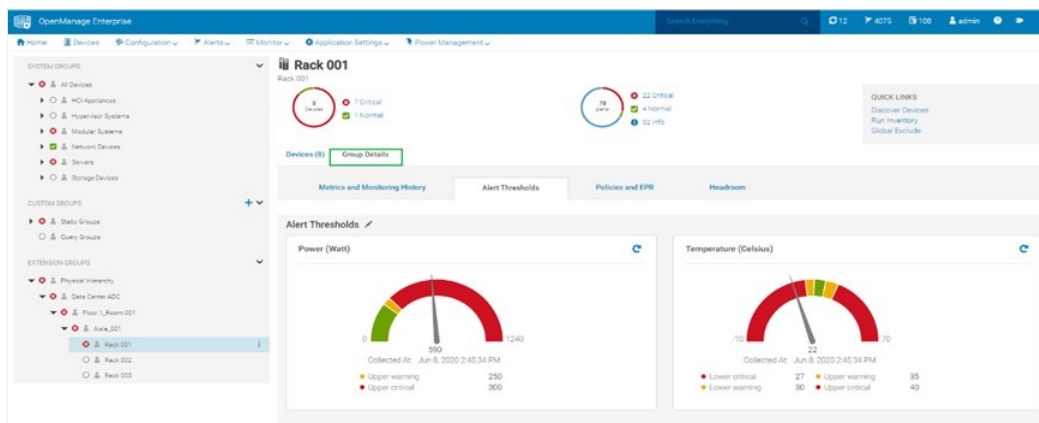 OpenManage Enterprise
Search Everything
12
4075
106
admin
Home Devices Configuration Alerts Monitor Application Settings Power Management
SYSTEM GROUPS
All Devices
HCI Appliances
Hypervisor Systems
Modular Systems
Network Devices
Servers
Storage Devices
CUSTOM GROUPS
Static Groups
Query Groups
EXTENSION GROUPS
Physical Hierarchy
Data Center ADC
Floor 1_Room 001
Aisle_001
Rack 001
Rack 002
Rack 003
Rack 001
Rack 001
8
Devices
7 Critical
1 Normal
78
alerts
22 Critical
4 Normal
52 Info
QUICK LINKS
Discover Devices
Run Inventory
Global Exclude
Devices (8) Group Details
Metrics and Monitoring History Alert Thresholds Policies and EPR Headroom
Alert Thresholds
Power (Watt)
0 1240
590
Collected At: Jun 8, 2020 2:45:34 PM
Upper warning 250
Upper critical 300
Temperature (Celsius)
-10 70
22
Collected At: Jun 8, 2020 2:45:34 PM
Lower critical 27 Upper warning 35
Lower warning 30 Upper critical 40